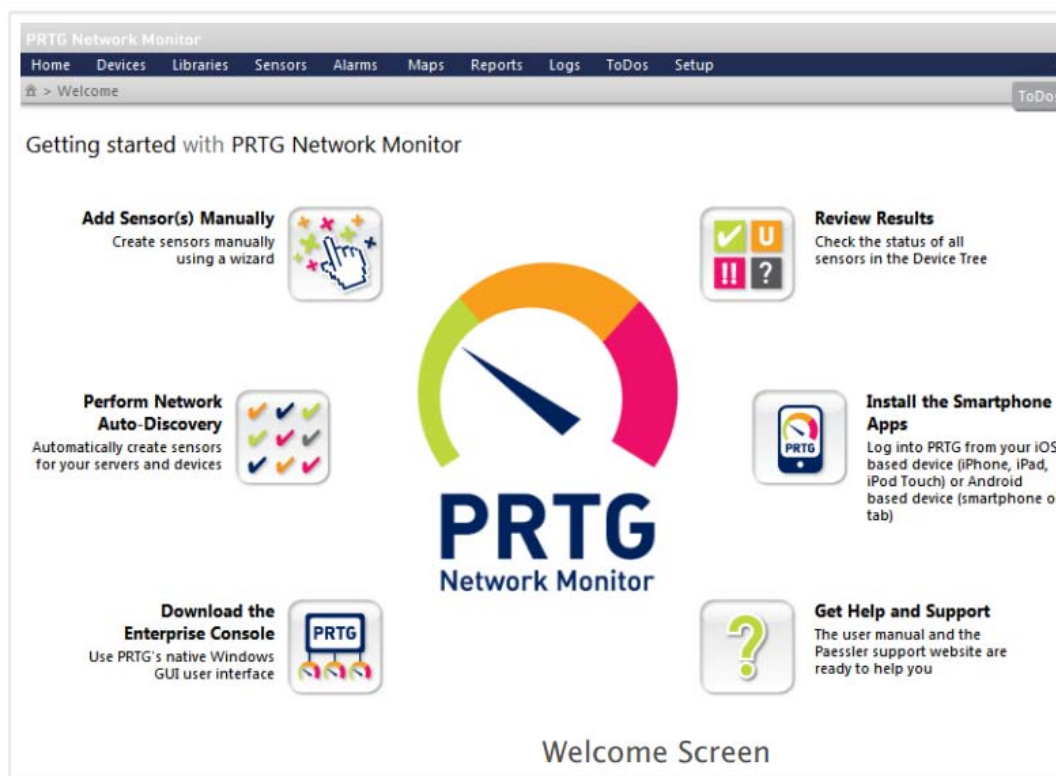 PRTG Network Monitor
Home Devices Libraries Sensors Alarms Maps Reports Logs ToDos Setup
> Welcome
ToDos
Getting started with PRTG Network Monitor
Add Sensor(s) Manually
Create sensors manually
using a wizard
Review Results
Check the status of all
sensors in the Device Tree
U
!! ?
Perform Network
Auto-Discovery
Automatically create sensors
for your servers and devices
PRTG
Install the Smartphone
Apps
Log into PRTG from your iOS
based device (iPhone, iPad,
iPod Touch) or Android
based device (smartphone o
tab)
PRTG
Network Monitor
Download the
Enterprise Console
Use PRTG's native Windows
GUI user interface
PRTG
?
Get Help and Support
The user manual and the
Paessler support website are
ready to help you
Welcome Screen